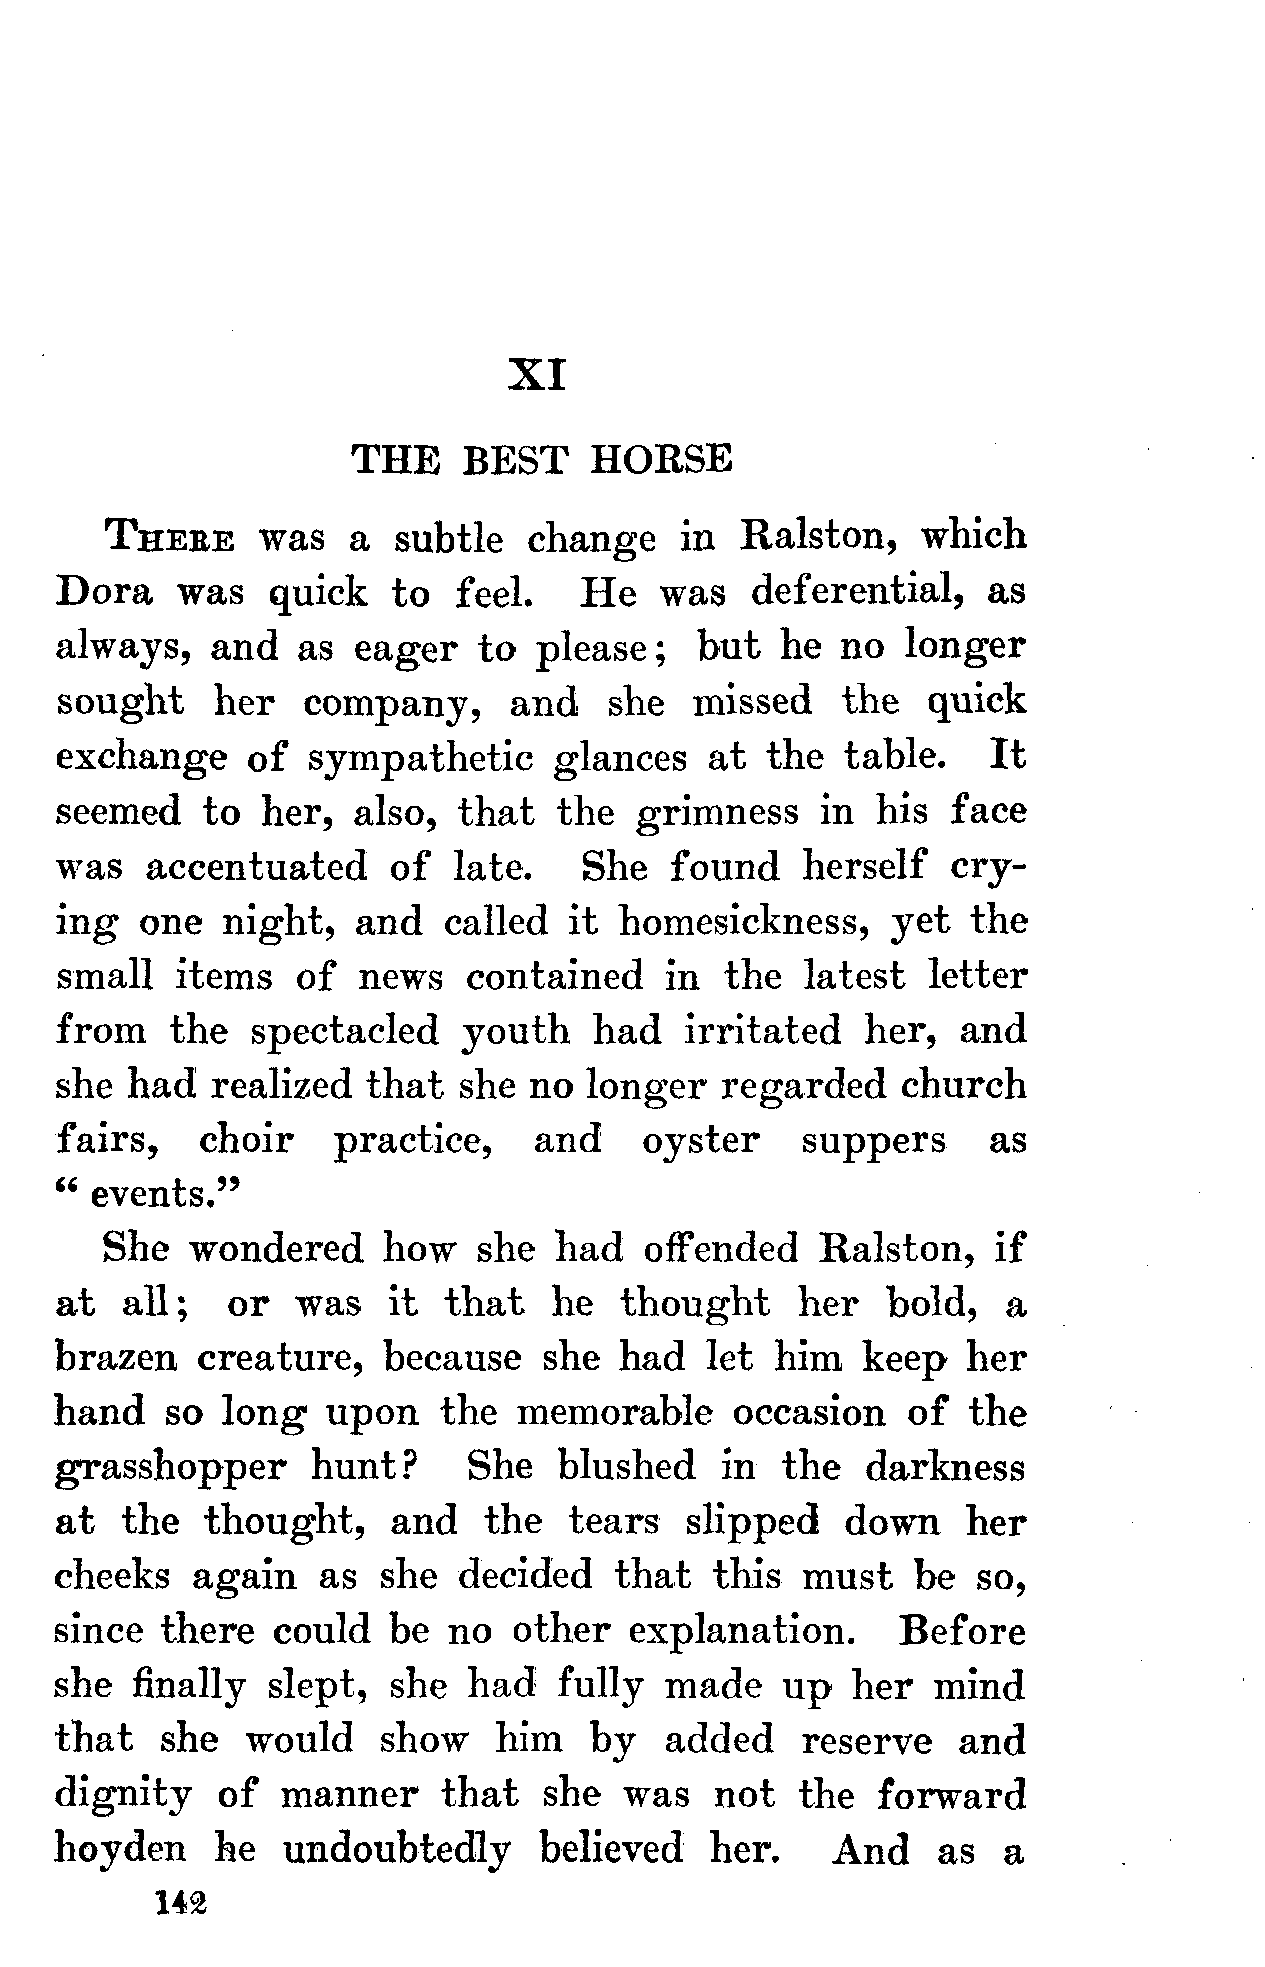 XI
THE BEST HORSE
THERE was a subtle change in Ralston, which
Dora was quick to feel. He was deferential, as
always, and as eager to please; but he no longer
sought her company, and she missed the quick
exchange of sympathetic glances at the table. It
seemed to her, also, that the grimness in his face
was accentuated of late. She found herself cry-
ing one night, and called it homesickness, yet the
small items of news contained in the latest letter
from the spectacled youth had irritated her, and
she had realized that she no longer regarded church
fairs, choir practice, and oyster suppers as
“ events.”
She wondered how she had offended Ralston, if
at all; or was it that he thought her bold, a
brazen creature, because she had let him keep her
hand so long upon the memorable occasion of the
grasshopper hunt? She blushed in the darkness
at the thought, and the tears slipped down her
cheeks again as she decided that this must be so,
since there could be no other explanation. Before
she finally slept, she had fully made up her mind
that she would show him by added reserve and
dignity of manner that she was not the forward
hoyden he undoubtedly believed her. And as a
142